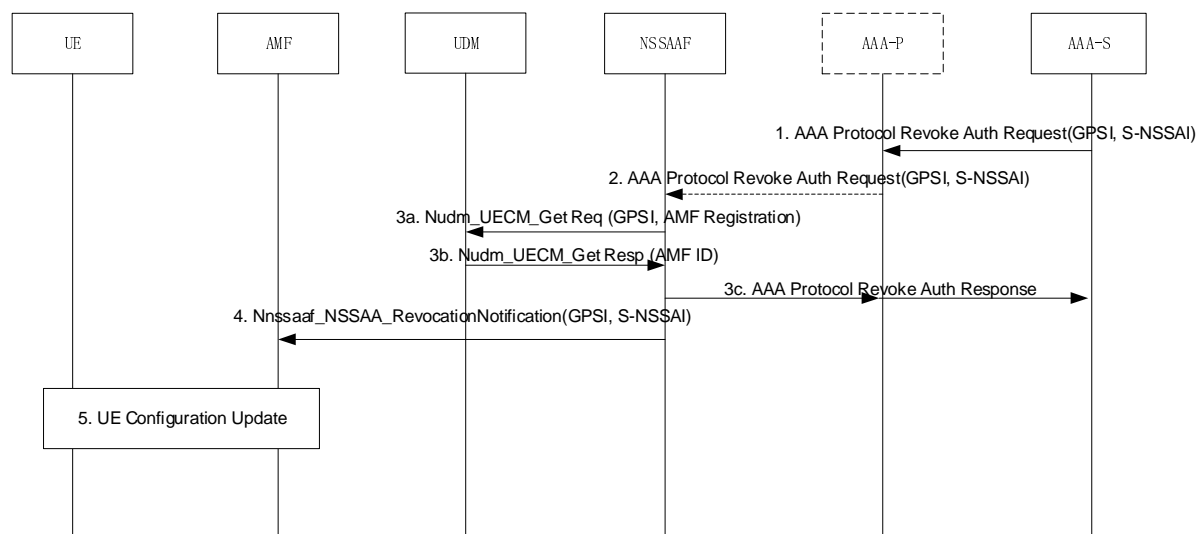 UE
AMF
UDM
NSSAAF
AAA-P
AAA-S
1. AAA Protocol Revoke Auth Request(GPSI, S-NSSAI)
2. AAA Protocol Revoke Auth Request(GPSI, S-NSSAI)
3a. Nudm_UECM_Get Req (GPSI, AMF Registration)
3b. Nudm_UECM_Get Resp (AMF ID)
3c. AAA Protocol Revoke Auth Response
4. Nnssaaf_NSSAA_RevocationNotification(GPSI, S-NSSAI)
5. UE Configuration Update